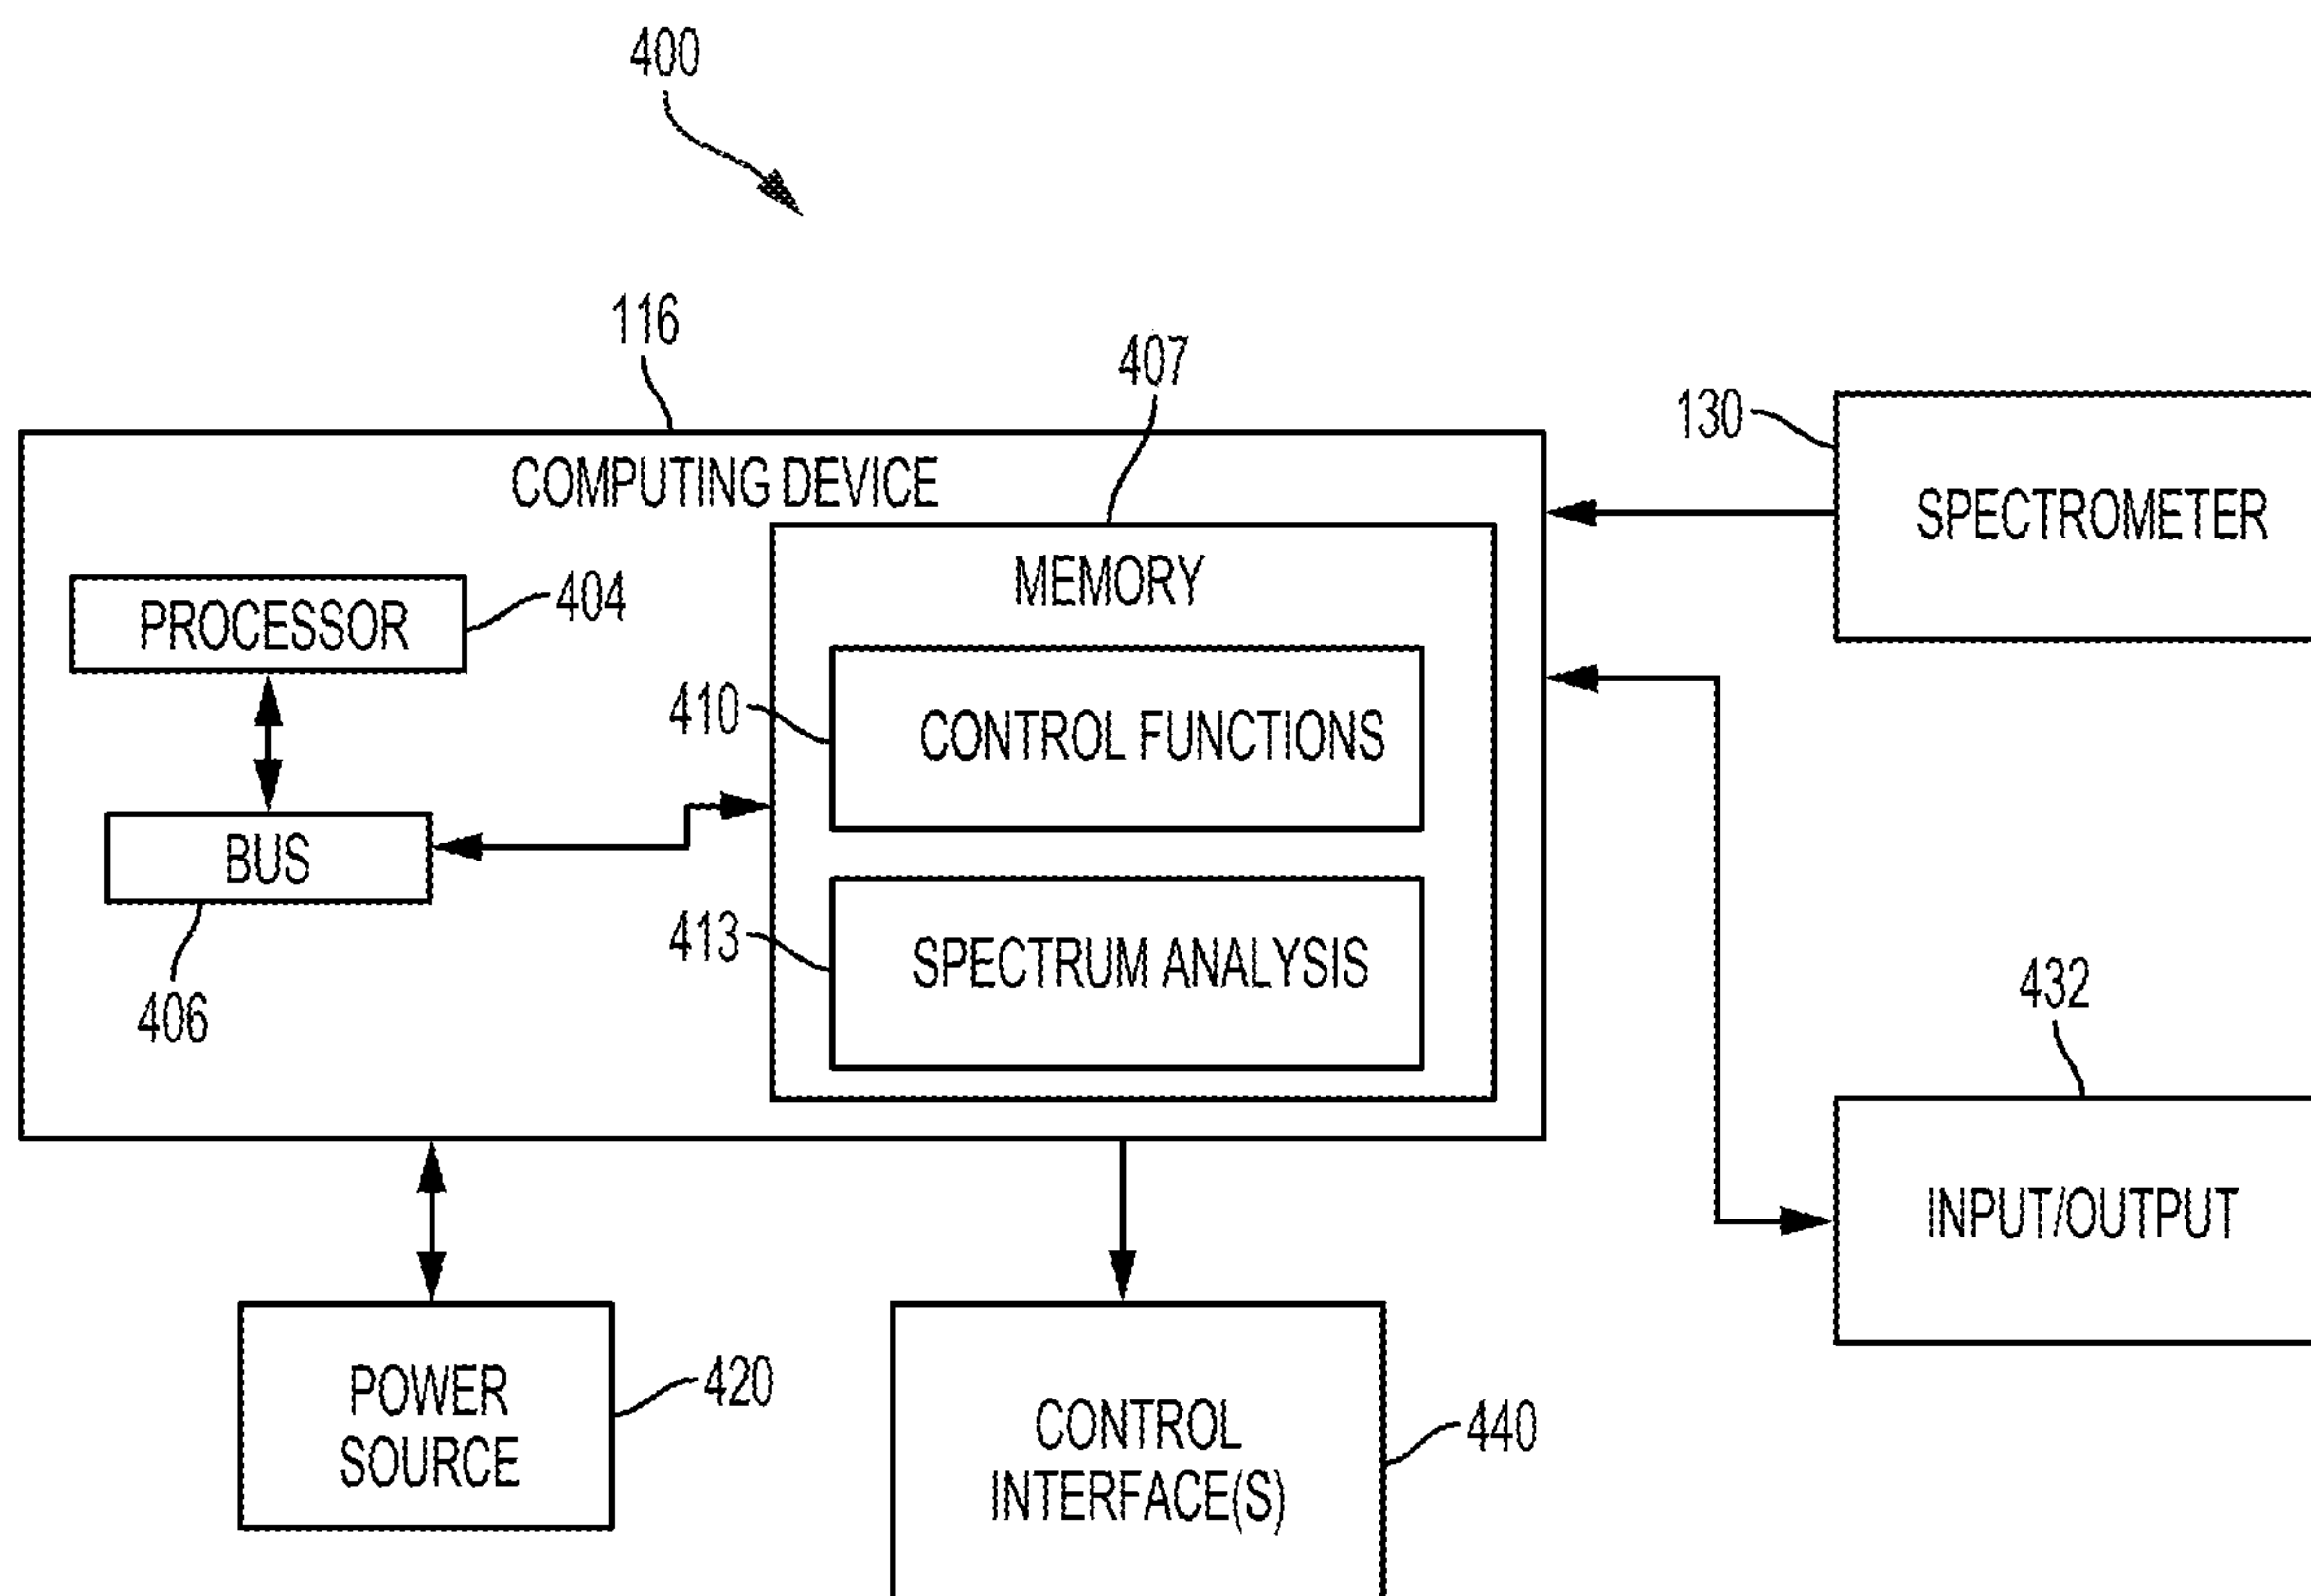 400
116
407
130
COMPUTING DEVICE
SPECTROMETER
MEMORY
PROCESSOR
404
410
CONTROL FUNCTIONS
BUS
413
SPECTRUM ANALYSIS
406
432
INPUT/OUTPUT
POWER
SOURCE
420
CONTROL
INTERFACE(S)
440